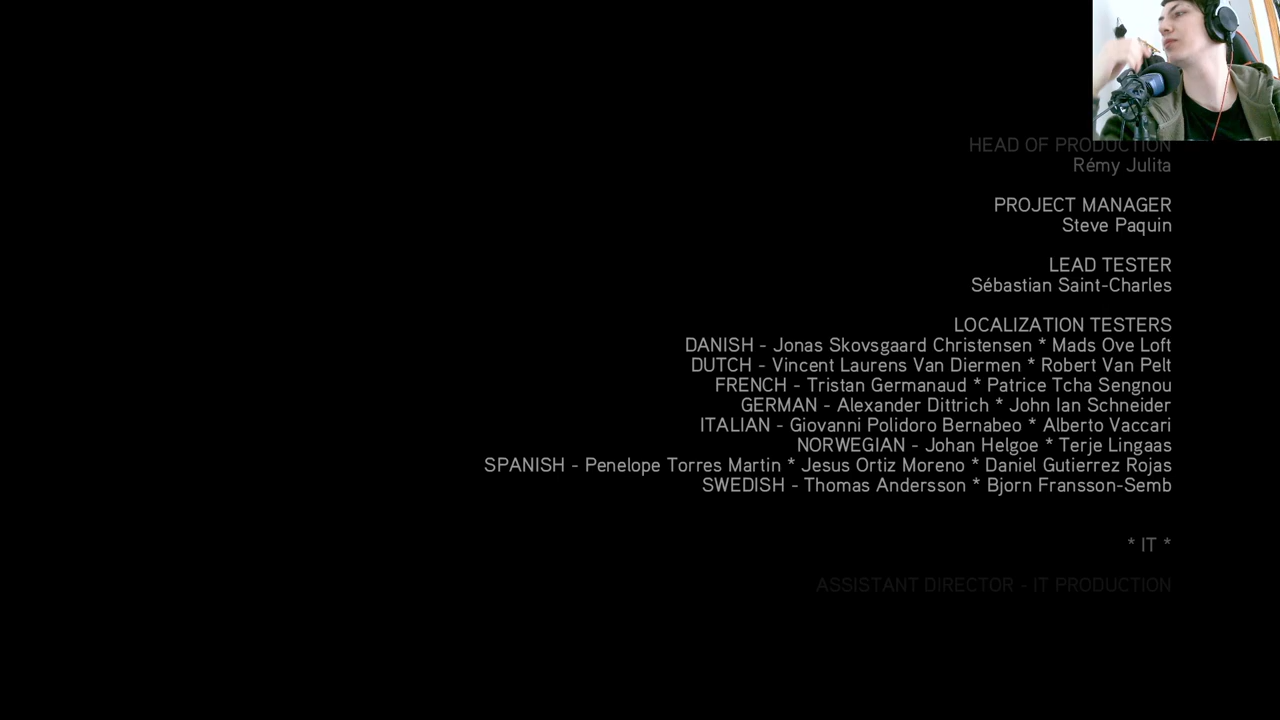 HEAD OF PRODUCTION
Rémy Julita
PROJECT MANAGER
Steve Paquin
LEAD TESTER
Sébastian Saint-Charles
LOCALIZATION TESTERS
DANISH - Jonas Skovsgaard Christensen * Mads Ove Loft
DUTCH - Vincent Laurens Van Diermen * Robert Van Pelt
FRENCH - Tristan Germanaud * Patrice Tcha Sengnou
GERMAN - Alexander Dittrich * John Ian Schneider
ITALIAN - Giovanni Polidoro Bernabeo * Alberto Vaccari
NORWEGIAN - Johan Helgoe * Terje Lingaas
SPANISH - Penelope Torres Martin * Jesus Ortiz Moreno * Daniel Gutierrez Rojas
SWEDISH - Thomas Andersson * Bjorn Fransson-Semb
* IT *
ASSISTANT DIRECTOR - IT PRODUCTION